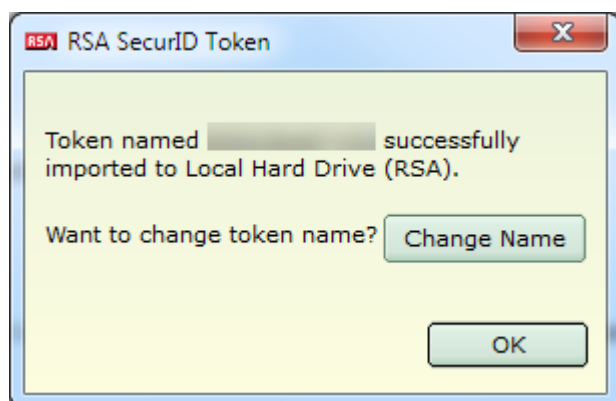 RSA RSA SecurID Token
Token named successfully
imported to Local Hard Drive (RSA).
Want to change token name? Change Name
OK